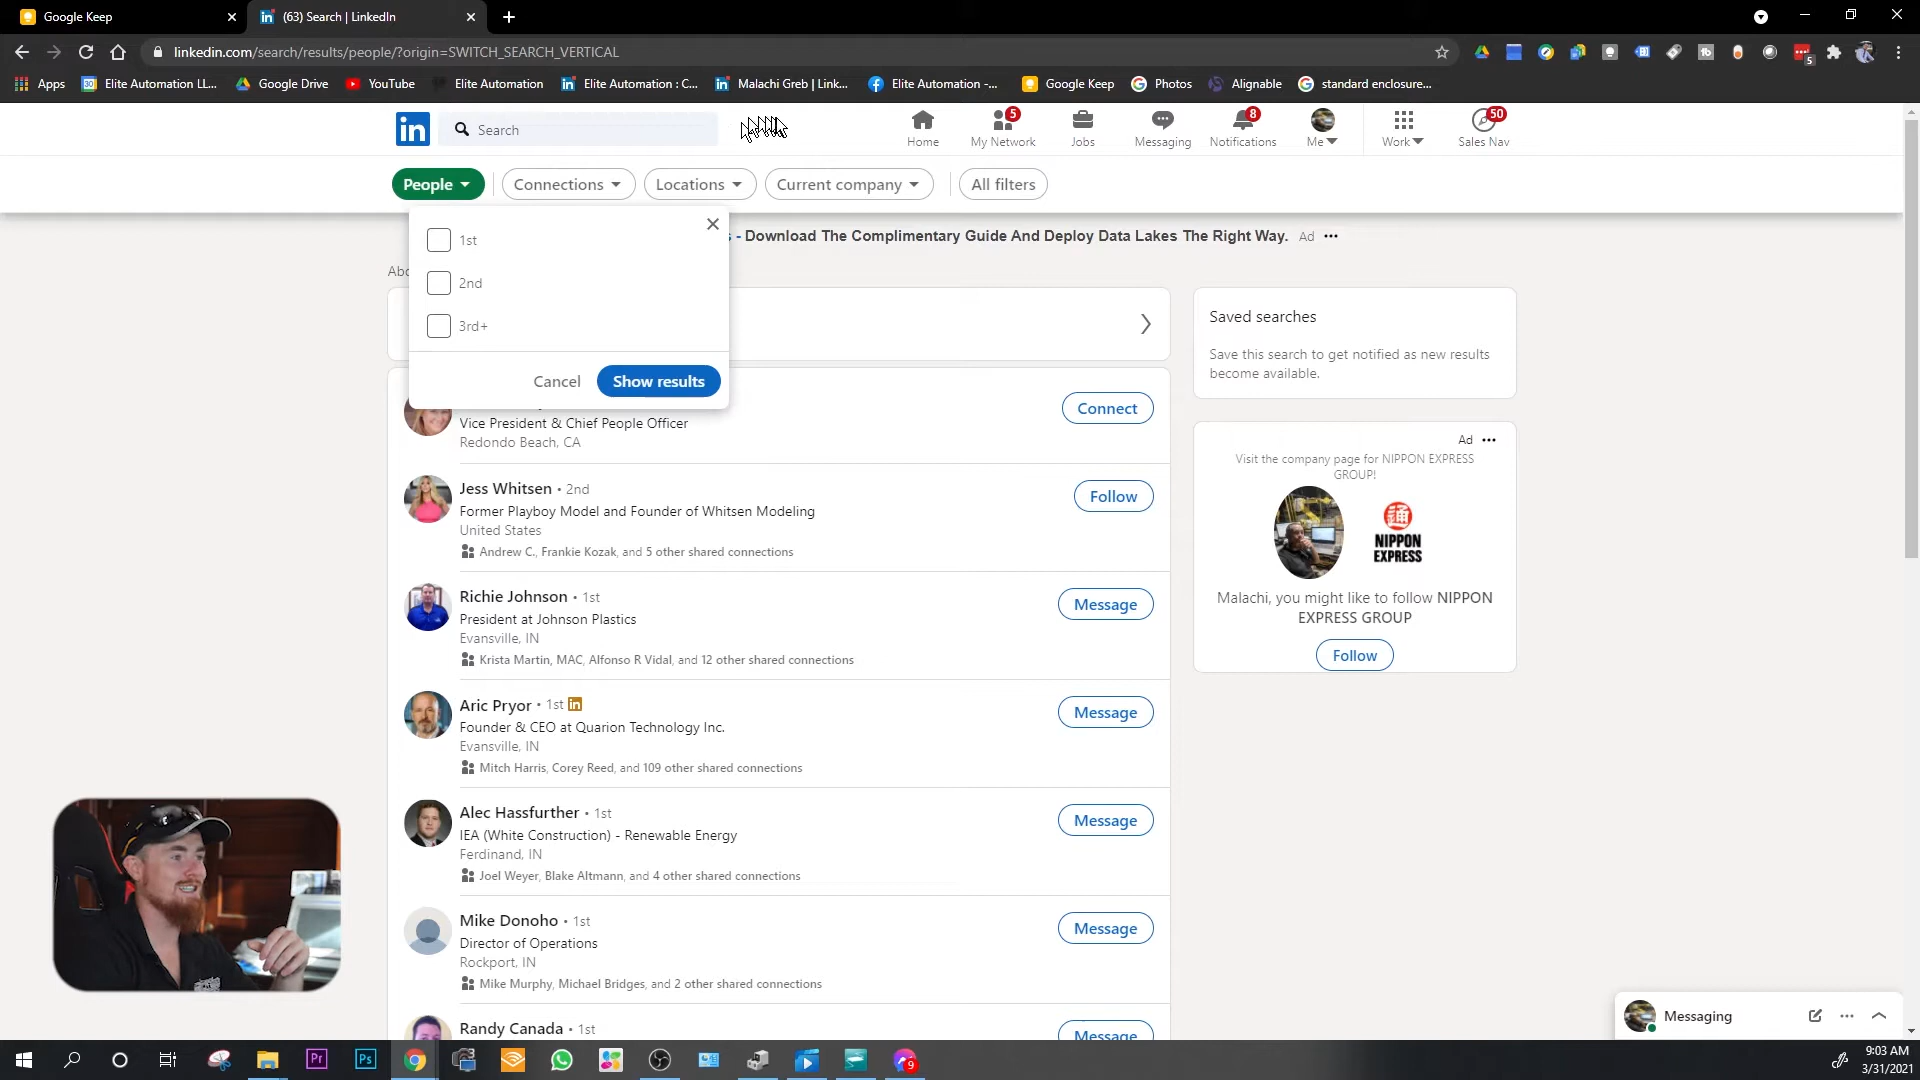 Google Keep
(63) Search | LinkedIn
linkedin.com/search/results/people/?origin=SWITCH_SEARCH_VERTICAL
5
Apps
Elite Automation LL...
Google Drive
YouTube
Elite Automation
Elite Automation : C...
Malachi Greb | Link...
Elite Automation -...
Google Keep
Photos
Alignable
standard enclosure...
in
Search
Home
5
My Network
Jobs
Messaging
8
Notifications
Me
Work
50
Sales Nav
People
Connections
Locations
Current company
All filters
1st
2nd
3rd+
Cancel
Show results
- Download The Complimentary Guide And Deploy Data Lakes The Right Way. Ad
Abo
Vice President & Chief People Officer
Redondo Beach, CA
Connect
Jess Whitsen • 2nd
Former Playboy Model and Founder of Whitsen Modeling
United States
Andrew C., Frankie Kozak, and 5 other shared connections
Follow
Richie Johnson • 1st
President at Johnson Plastics
Evansville, IN
Krista Martin, MAC, Alfonso R Vidal, and 12 other shared connections
Message
Aric Pryor • 1st in
Founder & CEO at Quarion Technology Inc.
Evansville, IN
Mitch Harris, Corey Reed, and 109 other shared connections
Message
Alec Hassfurther • 1st
IEA (White Construction) - Renewable Energy
Ferdinand, IN
Joel Weyer, Blake Altmann, and 4 other shared connections
Message
Mike Donoho • 1st
Director of Operations
Rockport, IN
Mike Murphy, Michael Bridges, and 2 other shared connections
Message
Randy Canada • 1st
Message
Saved searches
Save this search to get notified as new results
become available.
Ad
Visit the company page for NIPPON EXPRESS
GROUP!
通
NIPPON
EXPRESS
Malachi, you might like to follow NIPPON
EXPRESS GROUP
Follow
Messaging
Pr
Ps
9
9:03 AM
3/31/2021